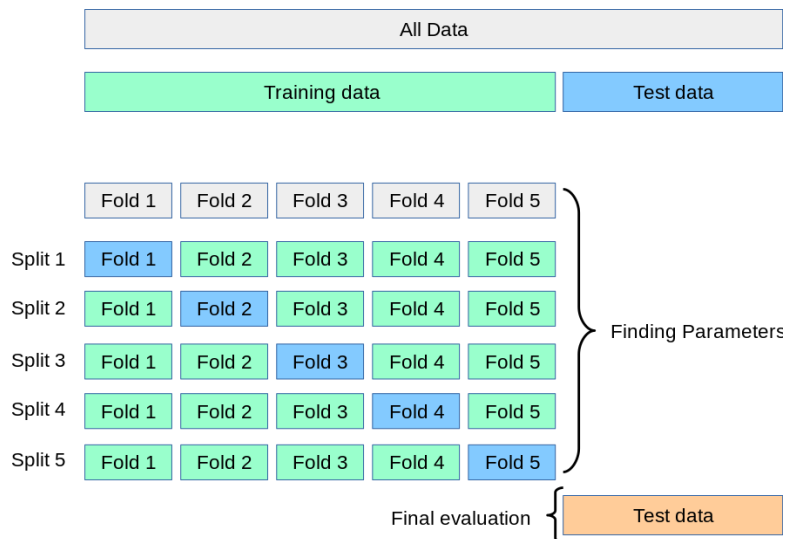 All Data
Training data Test data
Fold 1 Fold 2 Fold 3 Fold 4 Fold 5
Split 1 Fold 1 Fold 2 Fold 3 Fold 4 Fold 5
Split 2 Fold 1 Fold 2 Fold 3 Fold 4 Fold 5
Finding Parameters
Split 3 Fold 1 Fold 2 Fold 3 Fold 4 Fold 5
Split 4 Fold 1 Fold 2 Fold 3 Fold 4 Fold 5
Split 5 Fold 1 Fold 2 Fold 3 Fold 4 Fold 5
Final evaluation Test data